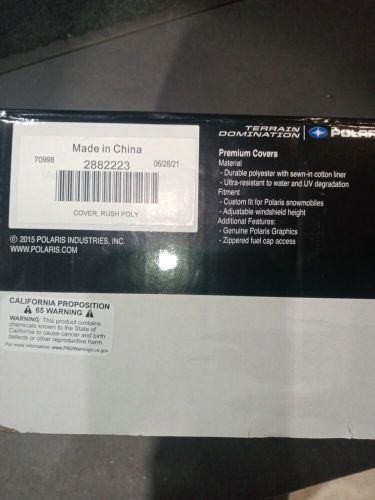 Made in China
70998 2882223 06/28/21
COVER, RUSH POLY
© 2015 POLARIS INDUSTRIES, INC.
WWW.POLARIS.COM
TERRAIN
DOMINATION
POLARIS
Premium Covers
Material
- Durable polyester with sewn-in cotton liner
- Ultra-resistant to water and UV degradation
Fitment
- Custom fit for Polaris snowmobiles
- Adjustable windshield height
Additional Features:
- Genuine Polaris Graphics
- Zippered fuel cap access
CALIFORNIA PROPOSITION
65 WARNING
WARNING: This product contains
chemicals known to the State of
California to cause cancer and birth
defects or other reproductive harm.
For more information: www.P65Warnings.ca.gov